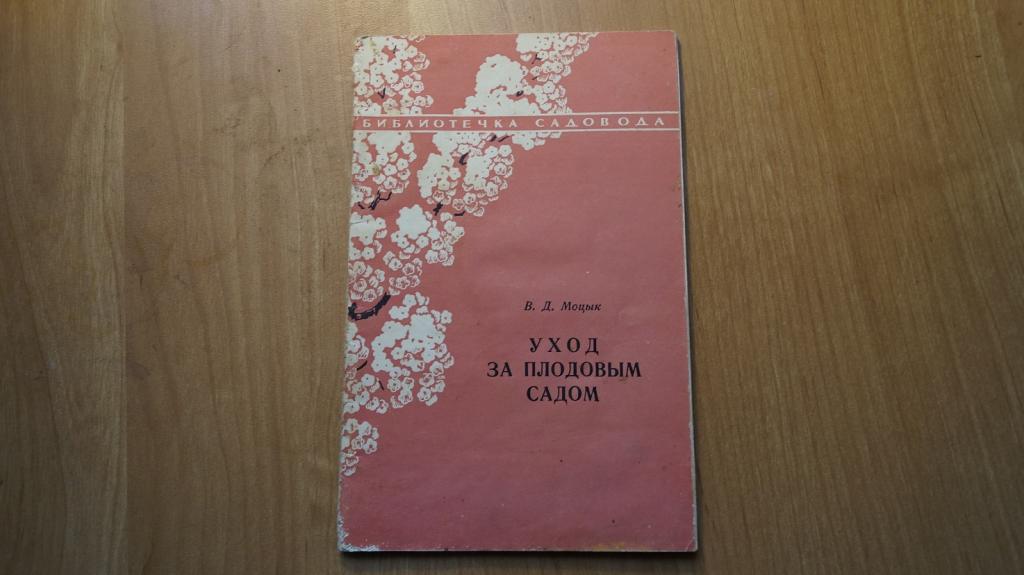 БИБЛИОТЕЧКА САДОВОДА
В. Д. Моцык
УХОД
ЗА ПЛОДОВЫМ
САДОМ